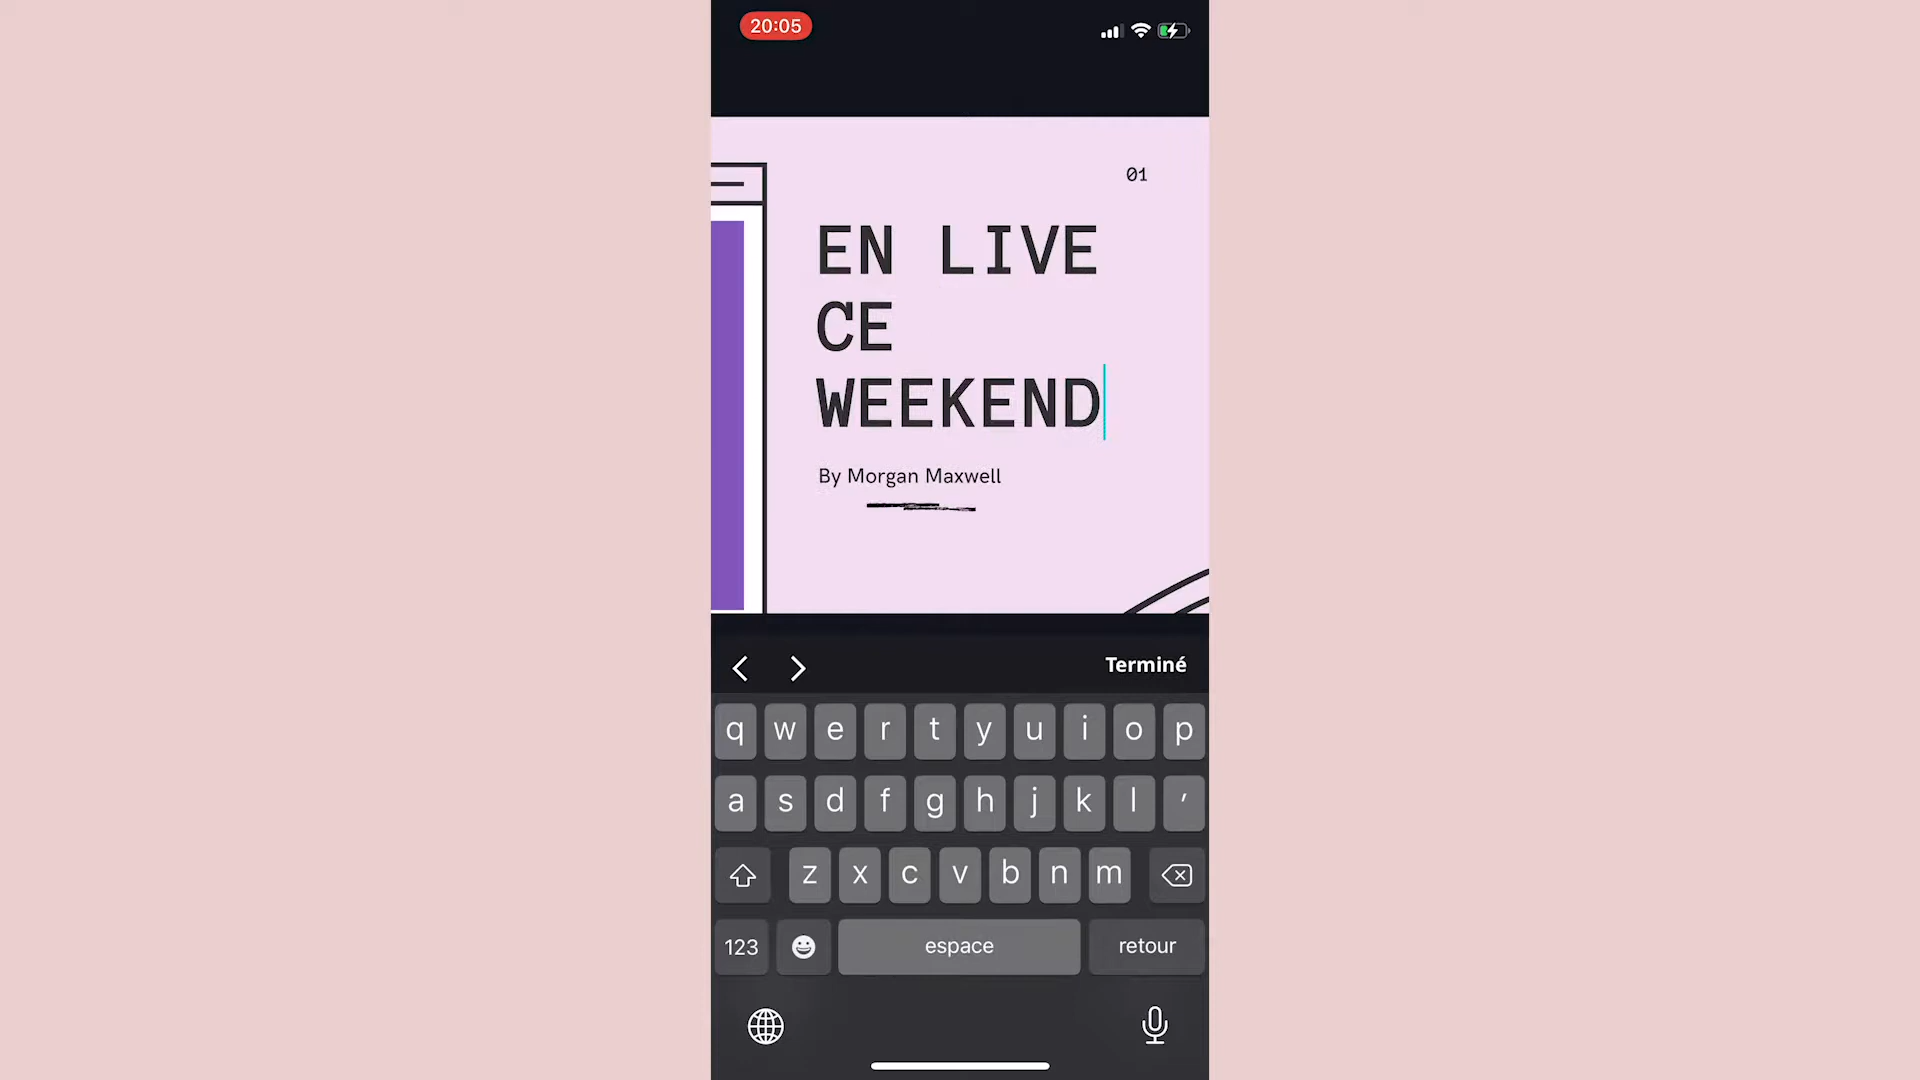 20:05
01
EN LIVE
CE
WEEKEND
By Morgan Maxwell
Terminé
q w e r t y u i o p
a s d f g h j k l ′
z x c v b n m
123 espace retour